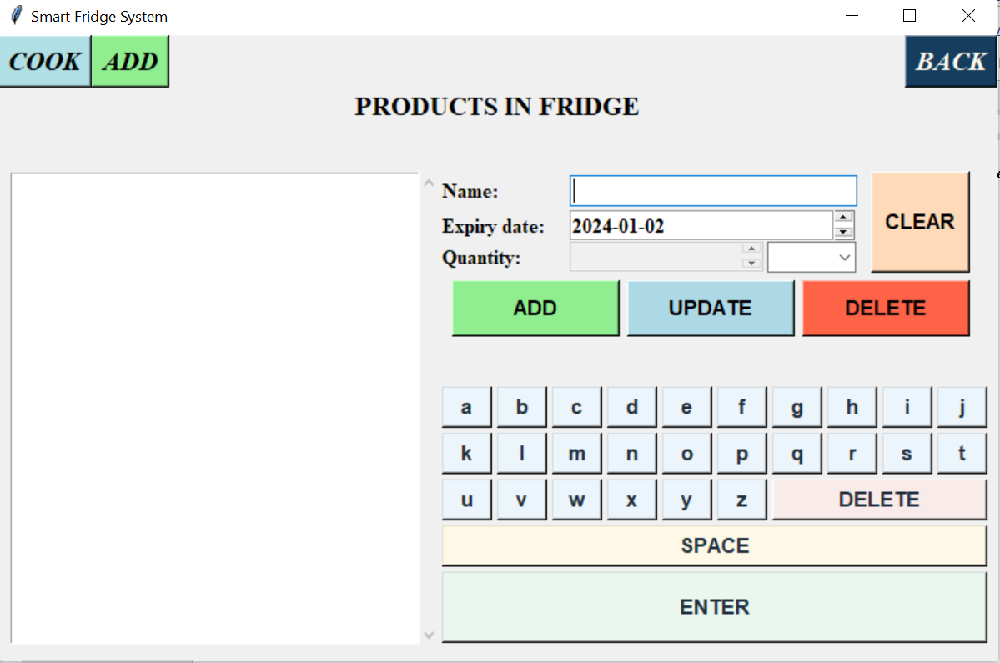 Smart Fridge System
COOK ADD BACK
PRODUCTS IN FRIDGE
Name:
CLEAR
Expiry date: 2024-01-02
Quantity:
ADD UPDATE DELETE
a b c d e f g h i j
k l m n o p q r s t
u v w x y z DELETE
SPACE
ENTER